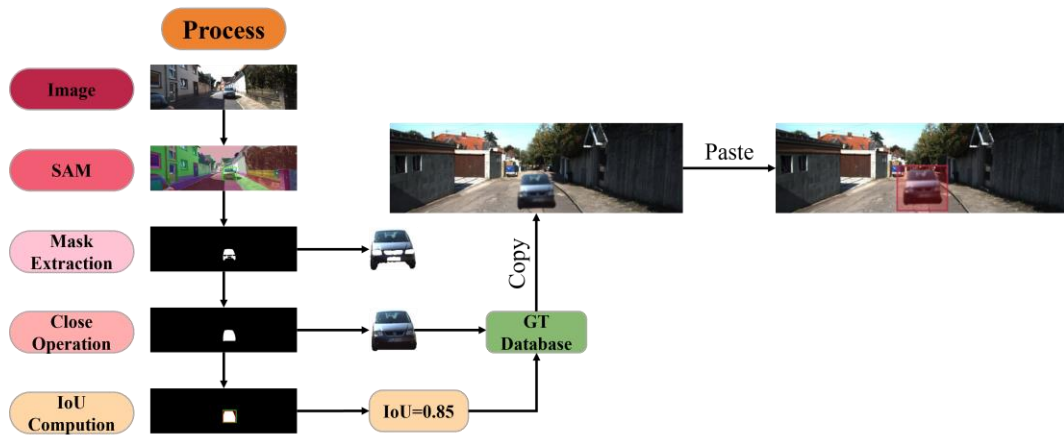 Process
Image
SAM
Paste
Mask
Extraction
Copy
Close
Operation
GT
Database
IoU
Compution
IoU=0.85